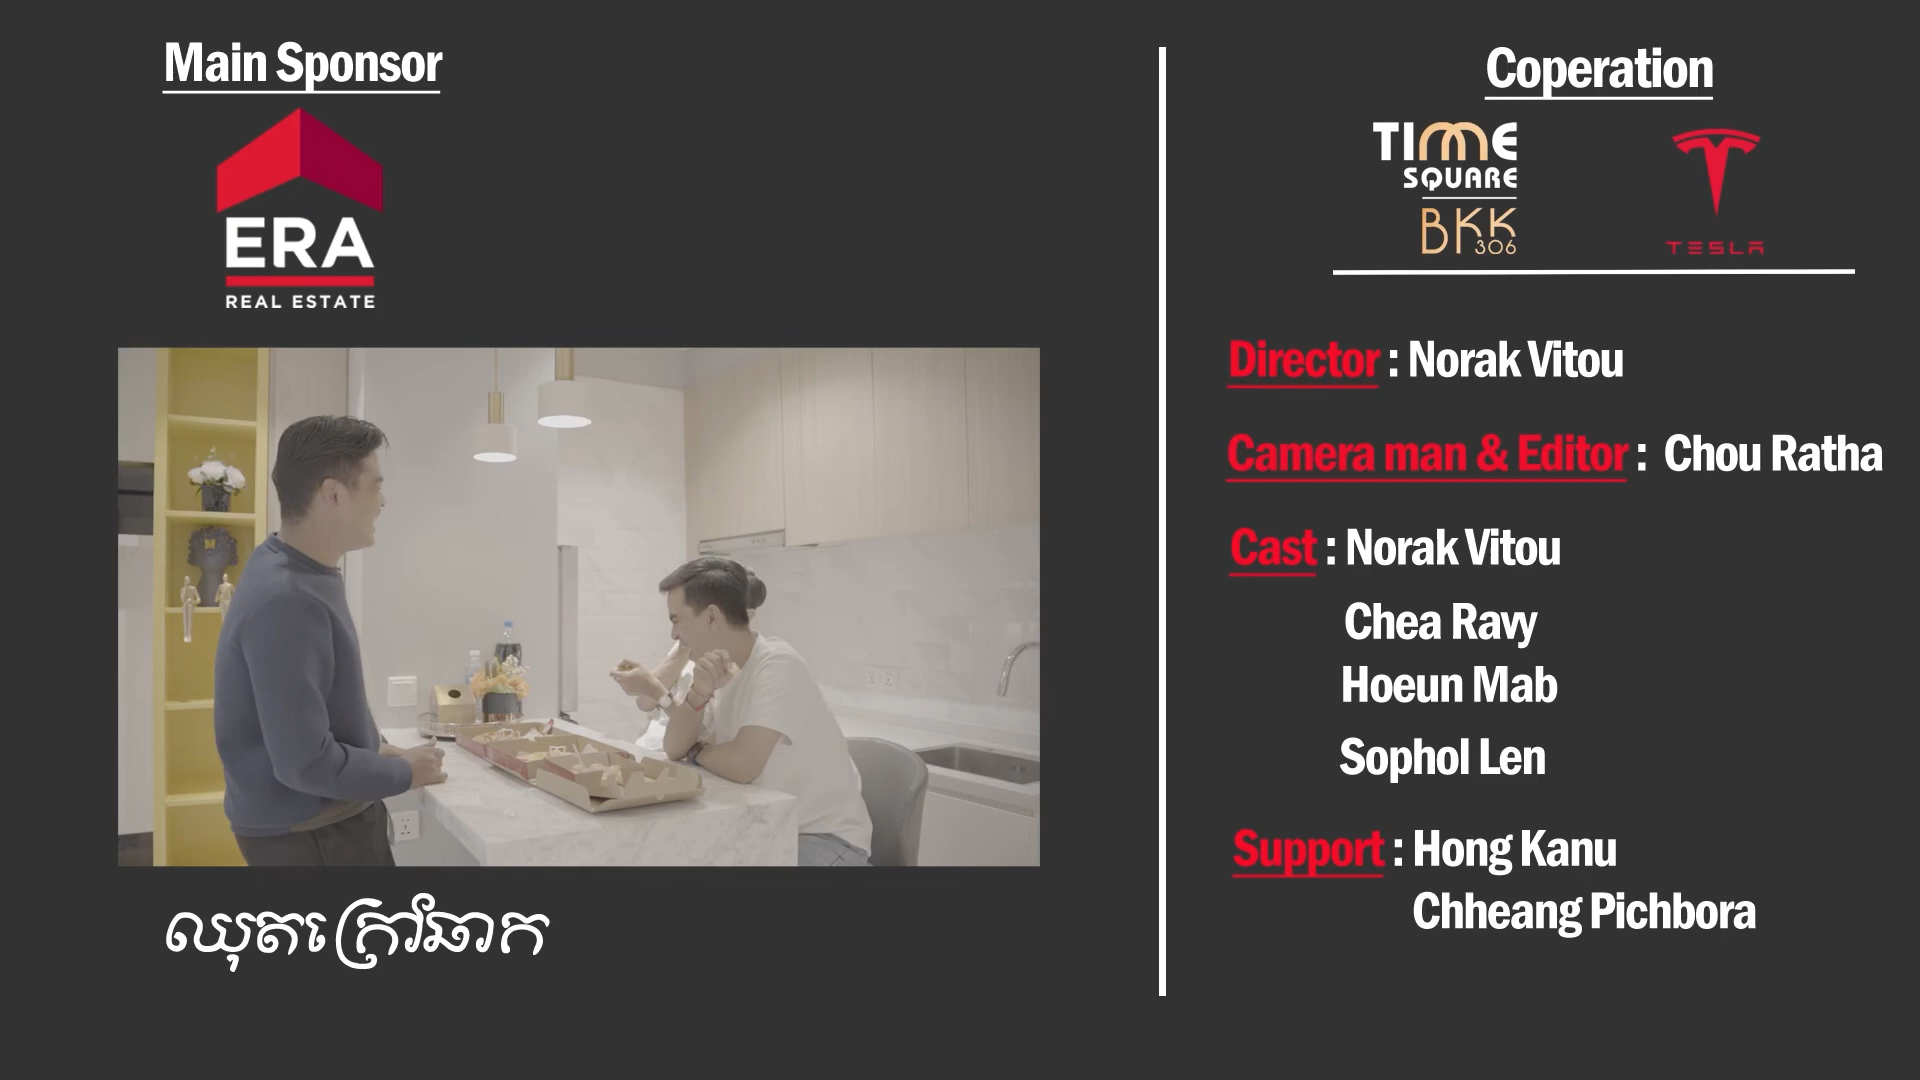 Main Sponsor
ERA
REAL ESTATE
ឈុតក្រៅឆាក
Coperation
TIME
SQUARE
BKK
306
TESLA
Director : Norak Vitou
Camera man & Editor : Chou Ratha
Cast : Norak Vitou
Chea Ravy
Hoeun Mab
Sophol Len
Support : Hong Kanu
Chheang Pichbora